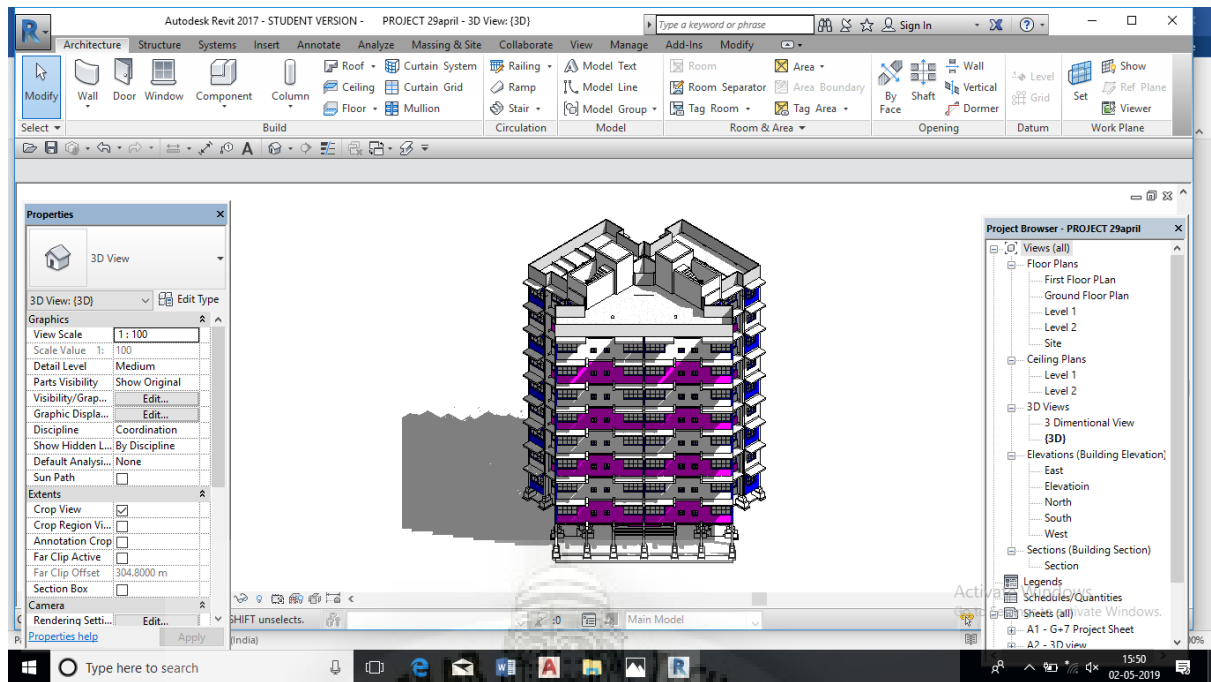 Autodesk Revit 2017 - STUDENT VERSION - PROJECT 29april - 3D View: {3D}
Type a keyword or phrase
Sign In
Architecture Structure Systems Insert Annotate Analyze Massing & Site Collaborate View Manage Add-Ins Modify
Modify
Wall
Door
Window
Component
Column
Roof
Ceiling
Floor
Curtain System
Curtain Grid
Mullion
Railing
Ramp
Stair
Model Text
Model Line
Model Group
Room
Room Separator
Tag Room
Area
Area Boundary
Tag Area
By Face
Shaft
Wall
Vertical
Dormer
Level
Grid
Set
Show
Ref Plane
Viewer
Select
Build
Circulation
Model
Room & Area
Opening
Datum
Work Plane
Properties
3D View
3D View: {3D}
Edit Type
Graphics
View Scale 1 : 100
Scale Value 1: 100
Detail Level Medium
Parts Visibility Show Original
Visibility/Grap... Edit...
Graphic Displa... Edit...
Discipline Coordination
Show Hidden L... By Discipline
Default Analysi... None
Sun Path
Extents
Crop View
Crop Region Vi...
Annotation Crop
Far Clip Active
Far Clip Offset 304.8000 m
Section Box
Camera
Rendering Setti... Edit...
Properties help Apply
Project Browser - PROJECT 29april
Views (all)
Floor Plans
First Floor PLan
Ground Floor Plan
Level 1
Level 2
Site
Ceiling Plans
Level 1
Level 2
3D Views
3 Dimentional View
{3D}
Elevations (Building Elevation)
East
Elevatioin
North
South
West
Sections (Building Section)
Section
Legends
Schedules/Quantities
Sheets (all)
A1 - G+7 Project Sheet
A2 - 3D view
SHIFT unselects.
:0
Main Model
(India)
Type here to search
15:50
02-05-2019